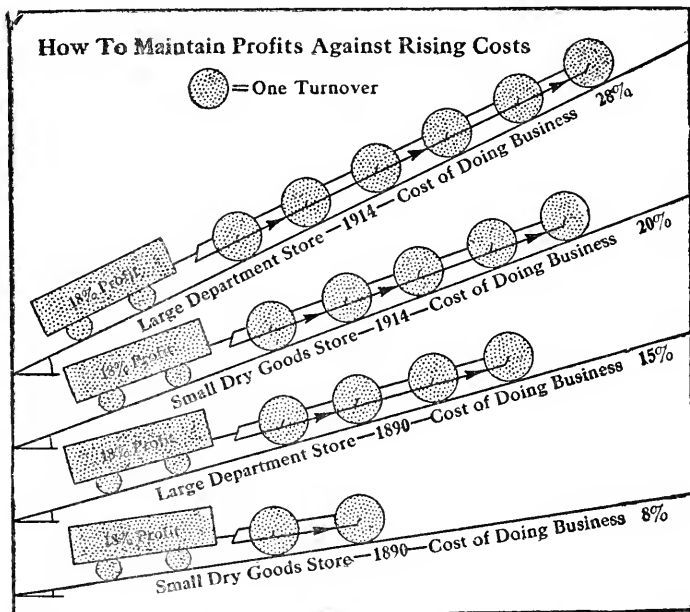 How To Maintain Profits Against Rising Costs
=One Turnover
18% Profit
Large Department Store—1914—Cost of Doing Business 28%
18% Profit
Small Dry Goods Store—1914—Cost of Doing Business 20%
18% Profit
Large Department Store—1890—Cost of Doing Business 15%
18% Profit
Small Dry Goods Store—1890—Cost of Doing Business 8%